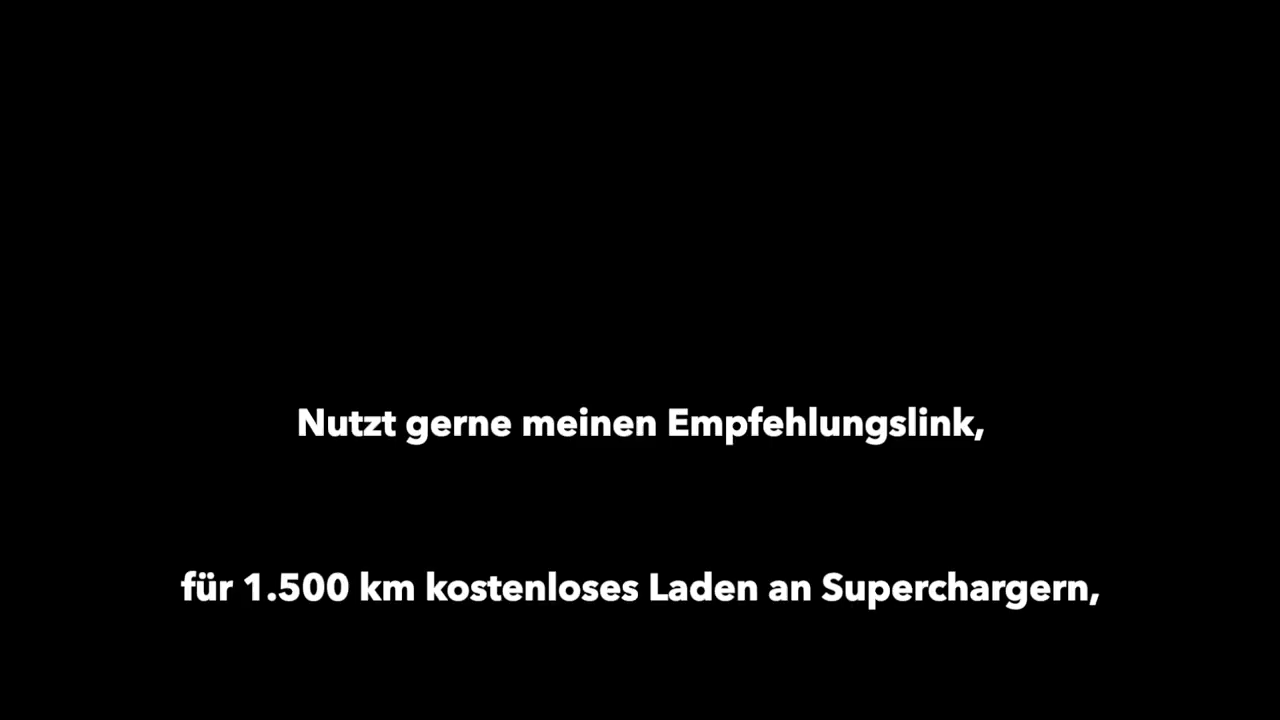 Nutzt gerne meinen Empfehlungslink,
für 1.500 km kostenloses Laden an Superchargern,